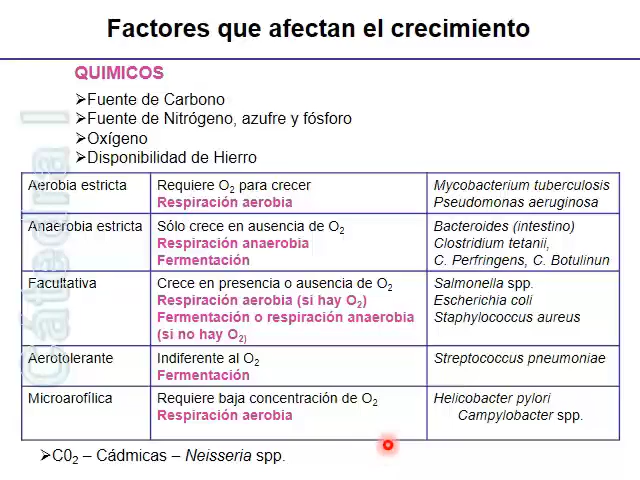 Factores que afectan el crecimiento
QUIMICOS
➢Fuente de Carbono
➢Fuente de Nitrógeno, azufre y fósforo
➢Oxígeno
➢Disponibilidad de Hierro
Aerobia estricta
Requiere O₂ para crecer
Respiración aerobia
Mycobacterium tuberculosis
Pseudomonas aeruginosa
Anaerobia estricta
Sólo crece en ausencia de O₂
Respiración anaerobia
Fermentación
Bacteroides (intestino)
Clostridium tetanii,
C. Perfringens, C. Botulinun
Facultativa
Crece en presencia o ausencia de O₂
Respiración aerobia (si hay O₂)
Fermentación o respiración anaerobia
(si no hay O₂)
Salmonella spp.
Escherichia coli
Staphylococcus aureus
Aerotolerante
Indiferente al O₂
Fermentación
Streptococcus pneumoniae
Microarofílica
Requiere baja concentración de O₂
Respiración aerobia
Helicobacter pylori
Campylobacter spp.
➢C0₂ – Cádmicas – Neisseria spp.
Cátedra I